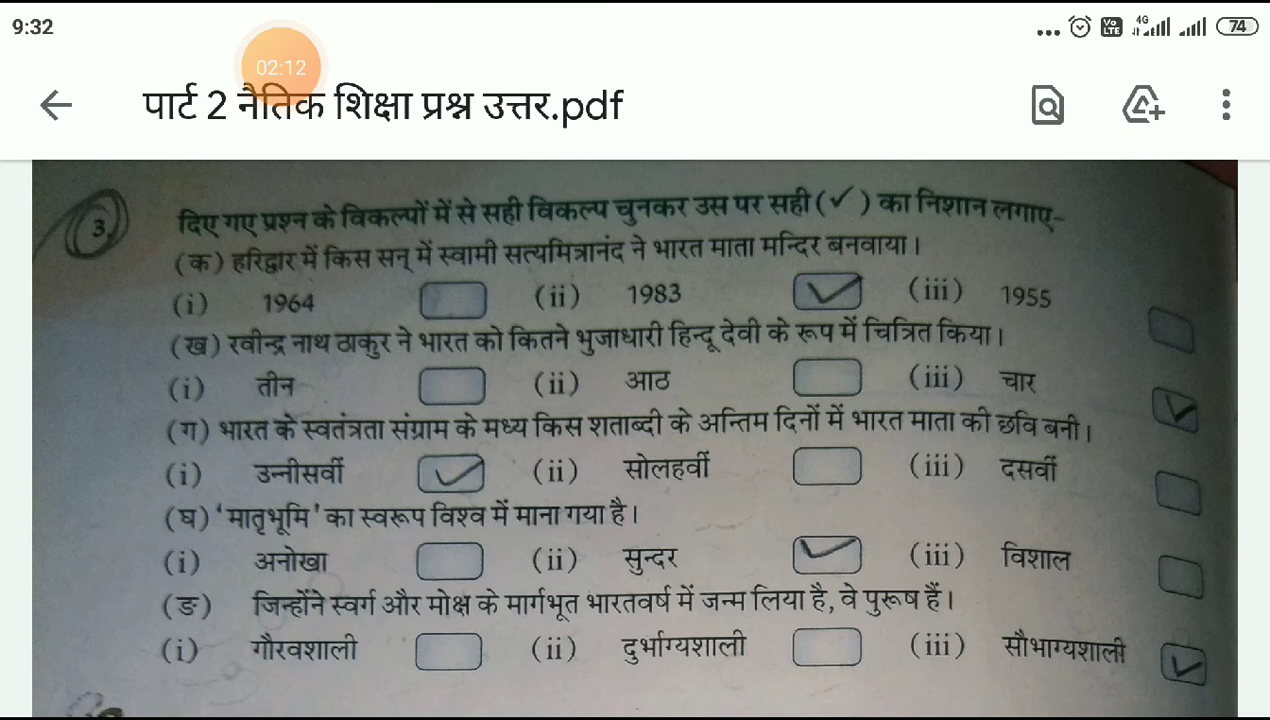 9:32
02:12
4G
Vo LTE
74
पार्ट 2 नैतिक शिक्षा प्रश्न उत्तर.pdf
3.
दिए गए प्रश्न के विकल्पों में से सही विकल्प चुनकर उस पर सही (✓) का निशान लगाए-
(क) हरिद्वार में किस सन् में स्वामी सत्यमित्रानंद ने भारत माता मन्दिर बनवाया।
(i) 1964 (ii) 1983 ✓ (iii) 1955
(ख) रवीन्द्र नाथ ठाकुर ने भारत को कितने भुजाधारी हिन्दू देवी के रूप में चित्रित किया।
(i) तीन (ii) आठ (iii) चार ✓
(ग) भारत के स्वतंत्रता संग्राम के मध्य किस शताब्दी के अन्तिम दिनों में भारत माता की छवि बनी।
(i) उन्नीसवीं ✓ (ii) सोलहवीं (iii) दसवीं
(घ) 'मातृभूमि' का स्वरूप विश्व में माना गया है।
(i) अनोखा (ii) सुन्दर ✓ (iii) विशाल
(ङ) जिन्होंने स्वर्ग और मोक्ष के मार्गभूत भारतवर्ष में जन्म लिया है, वे पुरूष हैं।
(i) गौरवशाली (ii) दुर्भाग्यशाली (iii) सौभाग्यशाली ✓